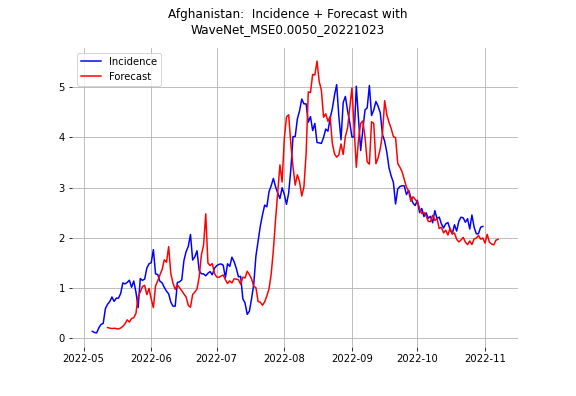 Afghanistan:  Incidence + Forecast with
WaveNet_MSE0.0050_20221023
Incidence
Forecast
5
4
3
2
1
0
2022-05 2022-06 2022-07 2022-08 2022-09 2022-10 2022-11